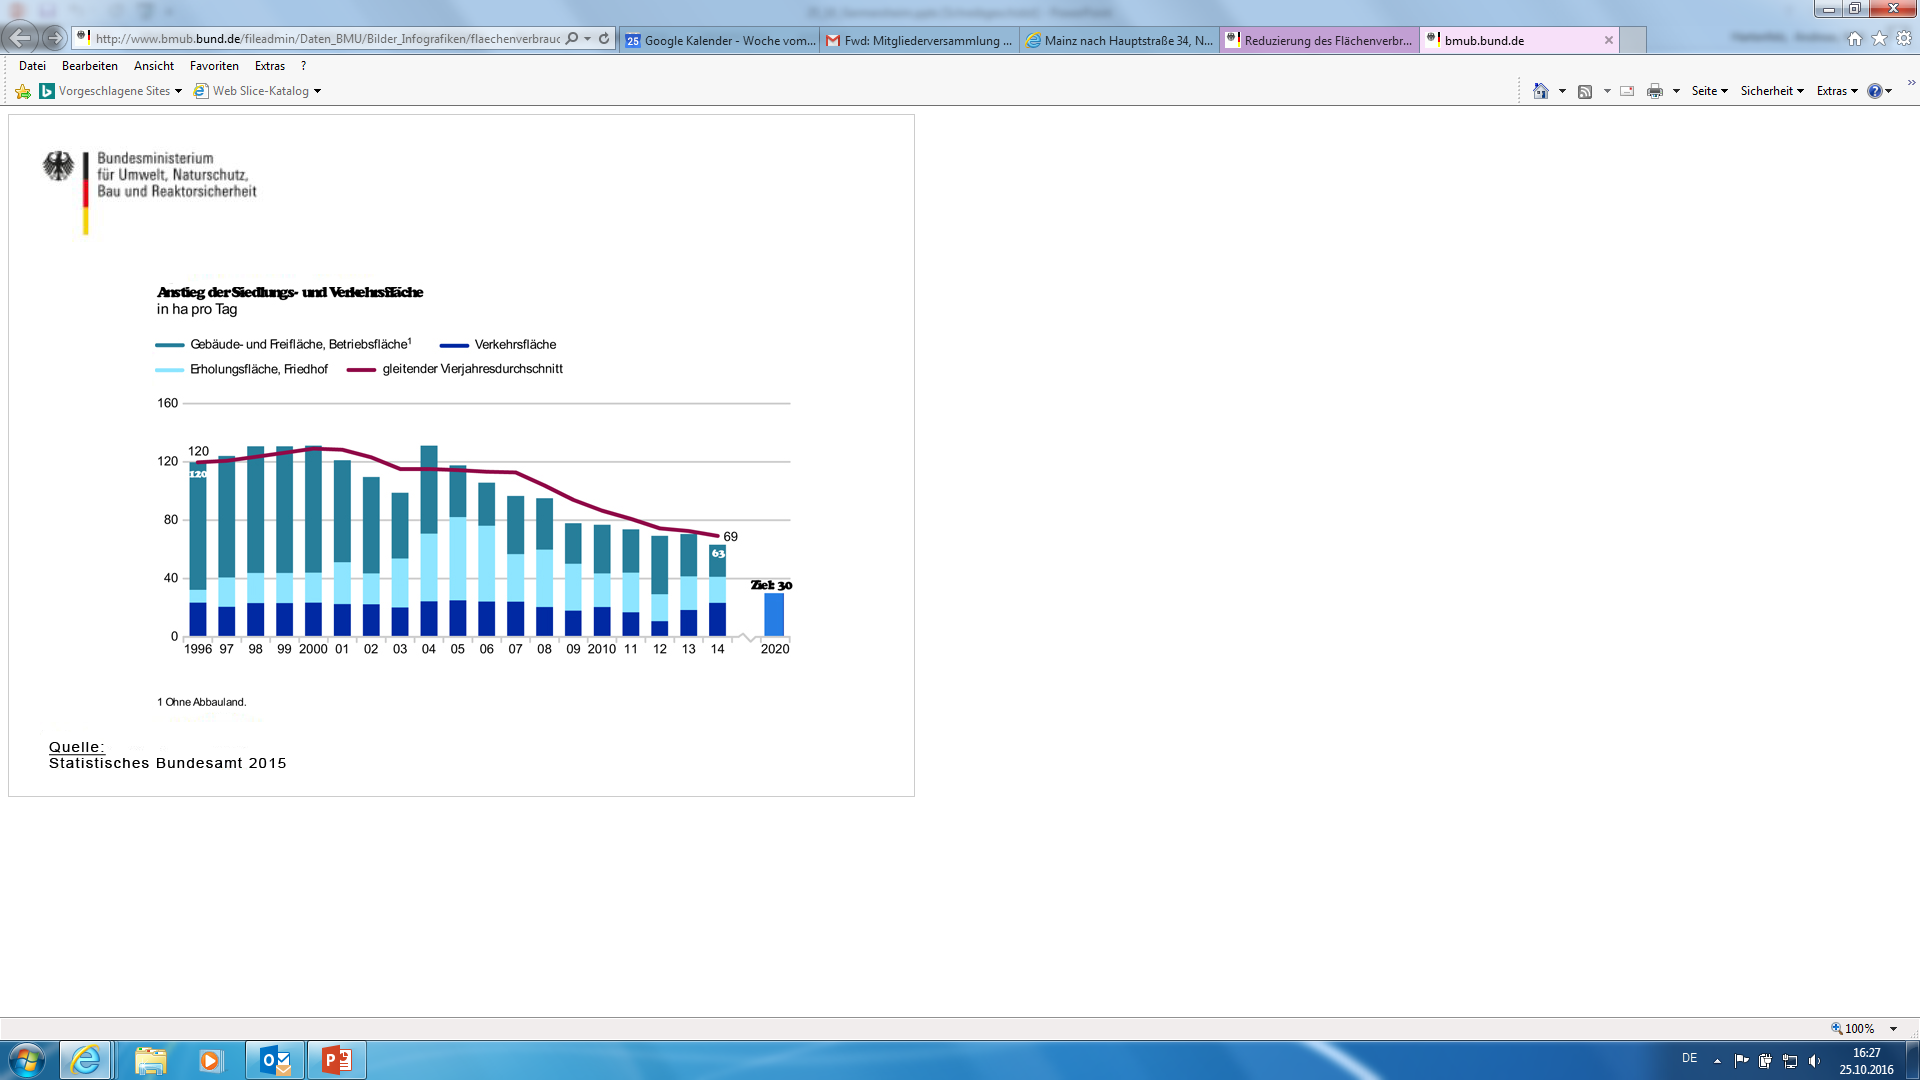 http://www.bmub.bund.de/fileadmin/Daten_BMU/Bilder_Infografiken/flaechenverbrauc
Google Kalender - Woche vom...
Fwd: Mitgliederversammlung ...
Mainz nach Hauptstraße 34, N...
Reduzierung des Flächenverbr...
bmub.bund.de
Datei Bearbeiten Ansicht Favoriten Extras ?
Vorgeschlagene Sites Web Slice-Katalog
Seite Sicherheit Extras
Bundesministerium
für Umwelt, Naturschutz,
Bau und Reaktorsicherheit
Anstieg der Siedlungs- und Verkehrsfläche
in ha pro Tag
Gebäude- und Freifläche, Betriebsfläche¹ Verkehrsfläche
Erholungsfläche, Friedhof gleitender Vierjahresdurchschnitt
160
120
120
120
80
69
63
40
Ziel: 30
0
1996 97 98 99 2000 01 02 03 04 05 06 07 08 09 2010 11 12 13 14 2020
1 Ohne Abbauland.
Quelle:
Statistisches Bundesamt 2015
100%
DE
16:27
25.10.2016